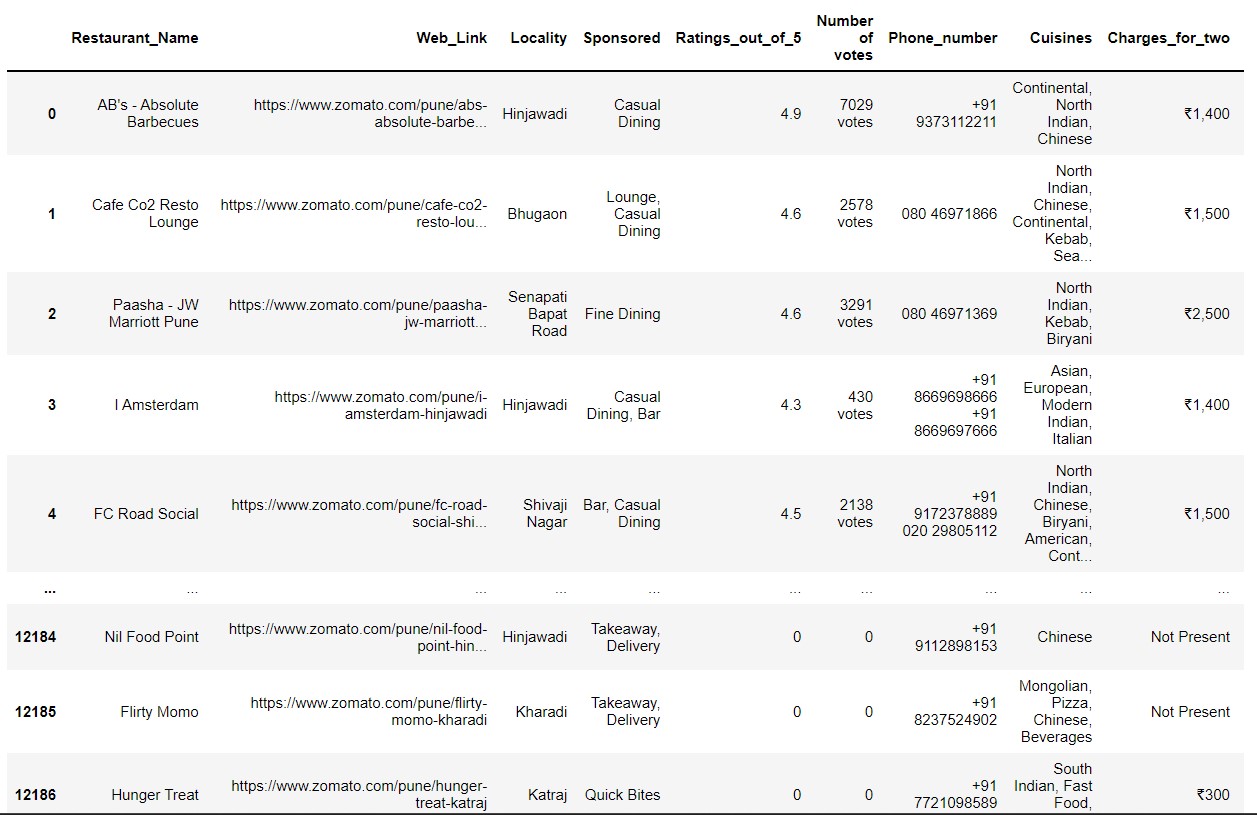 Restaurant_Name Web_Link Locality Sponsored Ratings_out_of_5 Number of votes Phone_number Cuisines Charges_for_two
0 AB's - Absolute Barbecues https://www.zomato.com/pune/abs-absolute-barbe... Hinjawadi Casual Dining 4.9 7029 votes +91 9373112211 Continental, North Indian, Chinese ₹1,400
1 Cafe Co2 Resto Lounge https://www.zomato.com/pune/cafe-co2-resto-lou... Bhugaon Lounge, Casual Dining 4.6 2578 votes 080 46971866 North Indian, Chinese, Continental, Kebab, Sea... ₹1,500
2 Paasha - JW Marriott Pune https://www.zomato.com/pune/paasha-jw-marriott... Senapati Bapat Road Fine Dining 4.6 3291 votes 080 46971369 North Indian, Kebab, Biryani ₹2,500
3 I Amsterdam https://www.zomato.com/pune/i-amsterdam-hinjawadi Hinjawadi Casual Dining, Bar 4.3 430 votes +91 8669698666 +91 8669697666 Asian, European, Modern Indian, Italian ₹1,400
4 FC Road Social https://www.zomato.com/pune/fc-road-social-shi... Shivaji Nagar Bar, Casual Dining 4.5 2138 votes +91 9172378889 020 29805112 North Indian, Chinese, Biryani, American, Cont... ₹1,500
... ... ... ... ... ... ... ... ... ...
12184 Nil Food Point https://www.zomato.com/pune/nil-food-point-hin... Hinjawadi Takeaway, Delivery 0 0 +91 9112898153 Chinese Not Present
12185 Flirty Momo https://www.zomato.com/pune/flirty-momo-kharadi Kharadi Takeaway, Delivery 0 0 +91 8237524902 Mongolian, Pizza, Chinese, Beverages Not Present
12186 Hunger Treat https://www.zomato.com/pune/hunger-treat-katraj Katraj Quick Bites 0 0 +91 7721098589 South Indian, Fast Food, ₹300